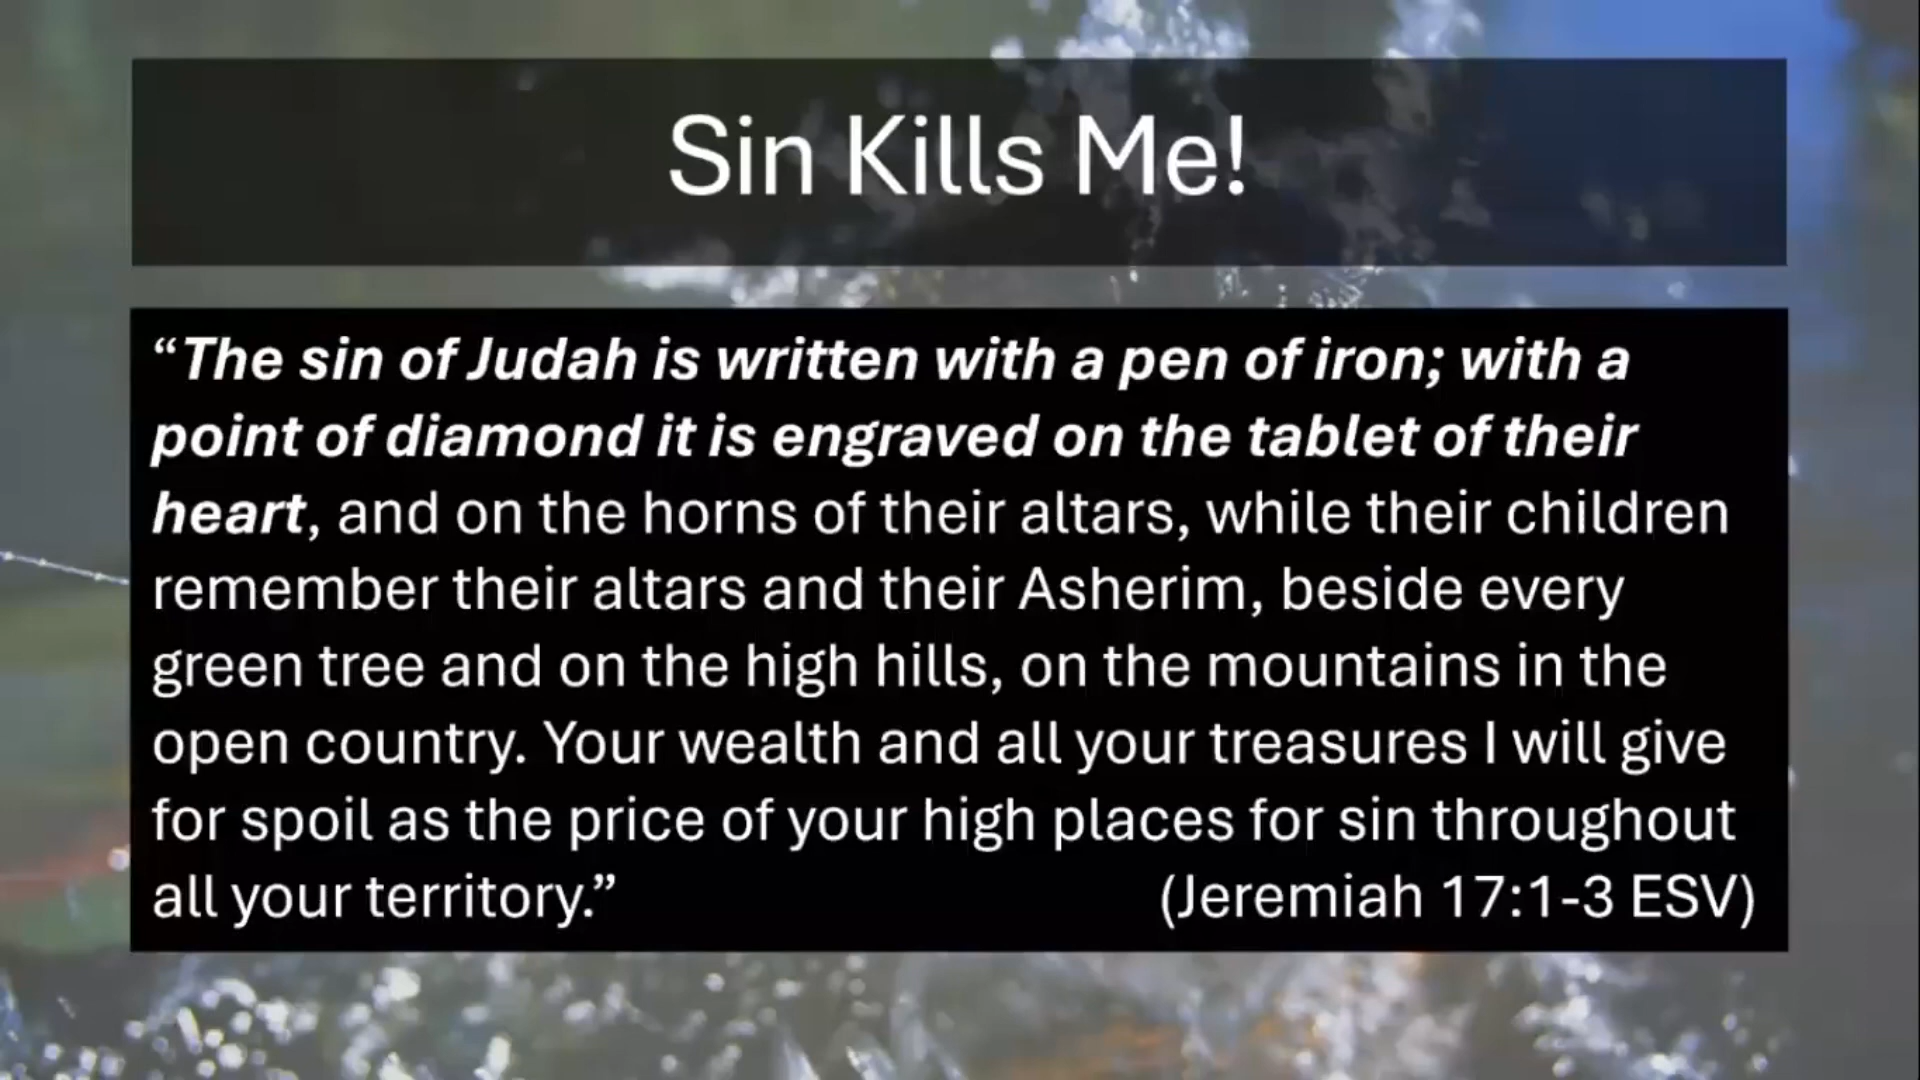 Sin Kills Me!
“The sin of Judah is written with a pen of iron; with a
point of diamond it is engraved on the tablet of their
heart, and on the horns of their altars, while their children
remember their altars and their Asherim, beside every
green tree and on the high hills, on the mountains in the
open country. Your wealth and all your treasures I will give
for spoil as the price of your high places for sin throughout
all your territory.” (Jeremiah 17:1-3 ESV)